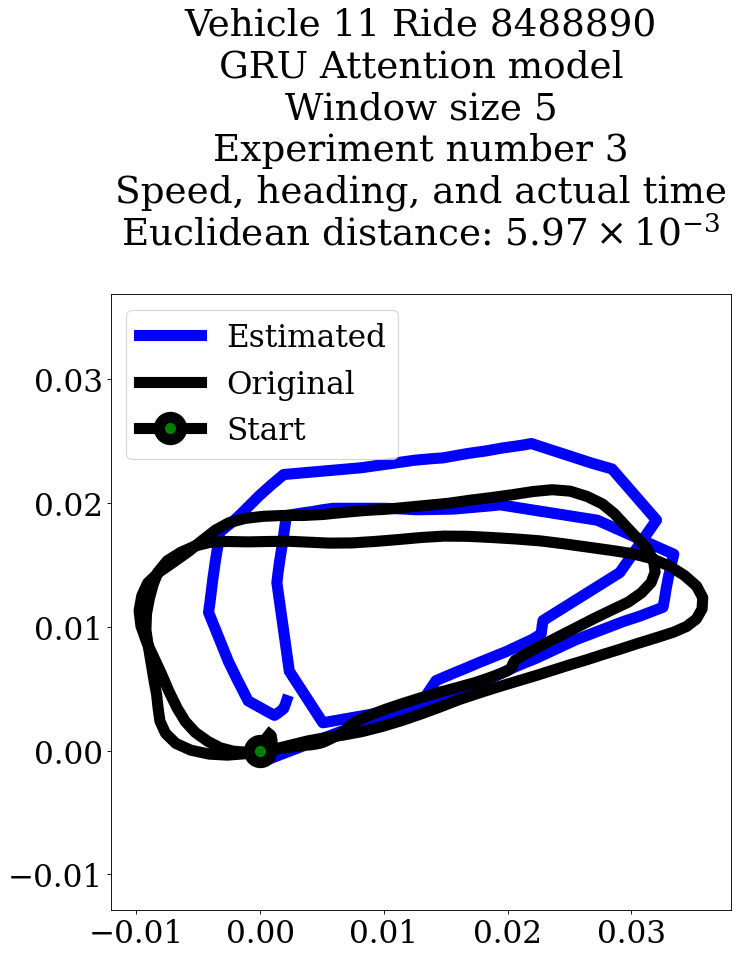 Vehicle 11 Ride 8488890
GRU Attention model
Window size 5
Experiment number 3
Speed, heading, and actual time
Euclidean distance: 5.97 × 10⁻³
Estimated
Original
Start
0.03
0.02
0.01
0.00
−0.01
−0.01 0.00 0.01 0.02 0.03